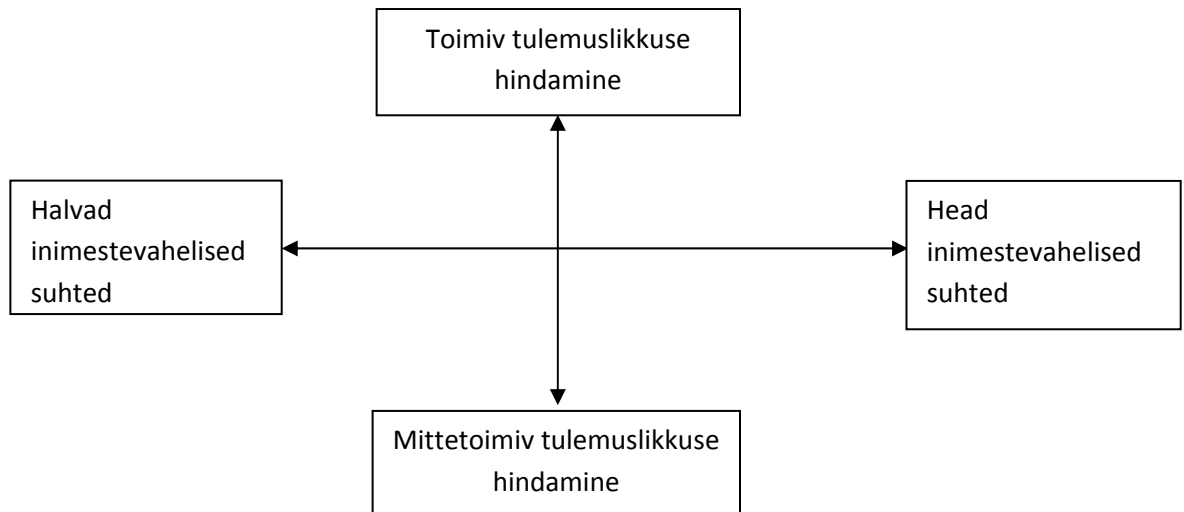 Toimiv tulemuslikkuse
hindamine
Halvad
inimestevahelised
suhted
Head
inimestevahelised
suhted
Mittetoimiv tulemuslikkuse
hindamine